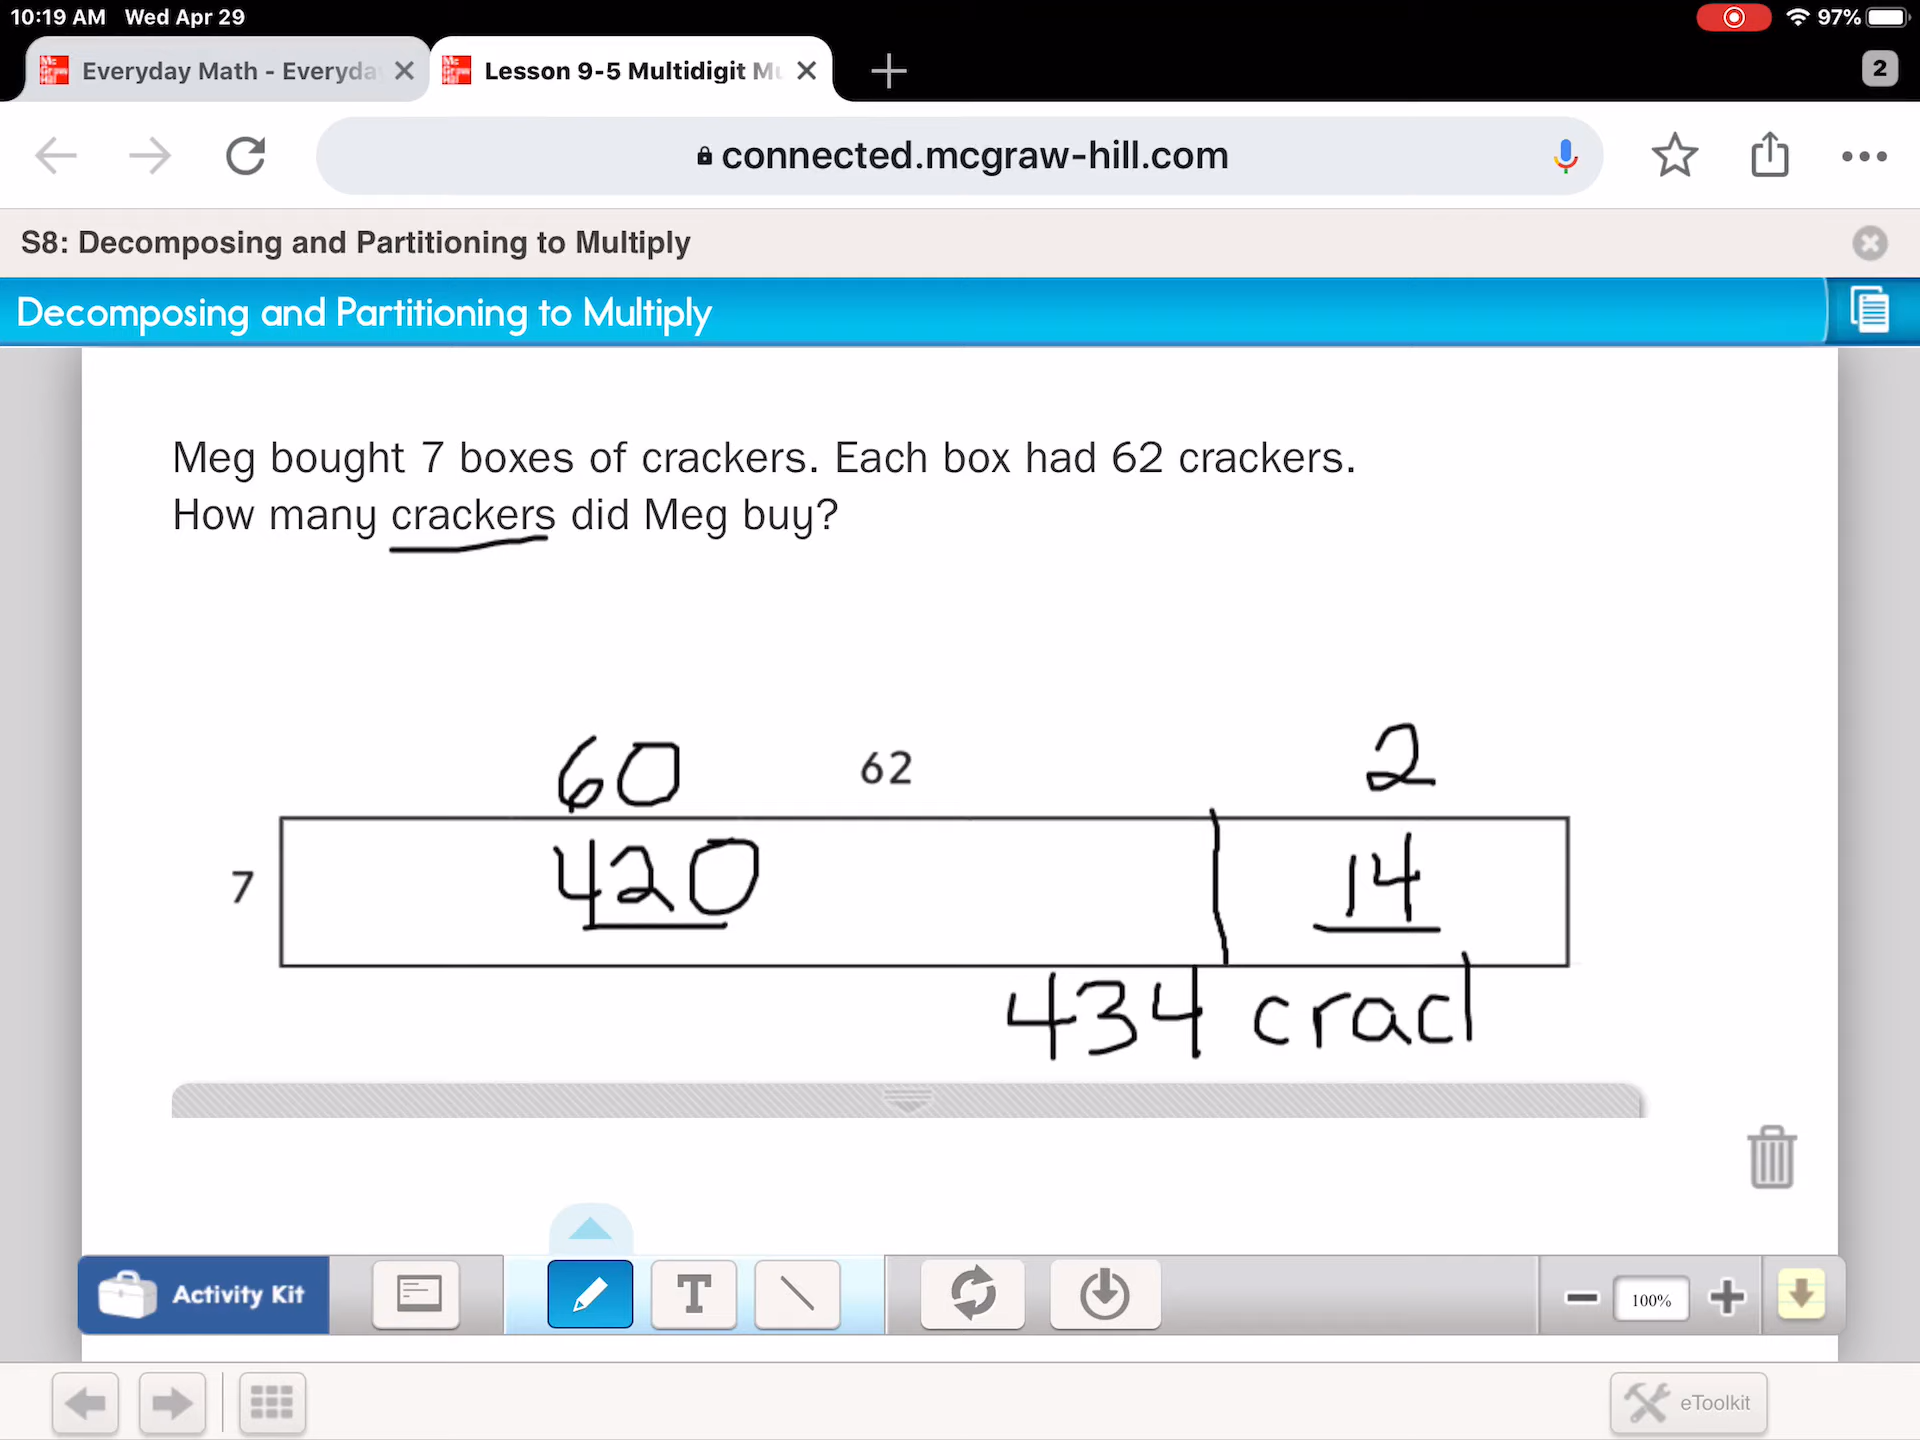 10:19 AM Wed Apr 29
97%
Everyday Math - Everyda
Lesson 9-5 Multidigit Mu
2
connected.mcgraw-hill.com
S8: Decomposing and Partitioning to Multiply
Decomposing and Partitioning to Multiply
Meg bought 7 boxes of crackers. Each box had 62 crackers.
How many crackers did Meg buy?
60 62 2
7 420 14
434 cracl
Activity Kit
T
100%
eToolkit